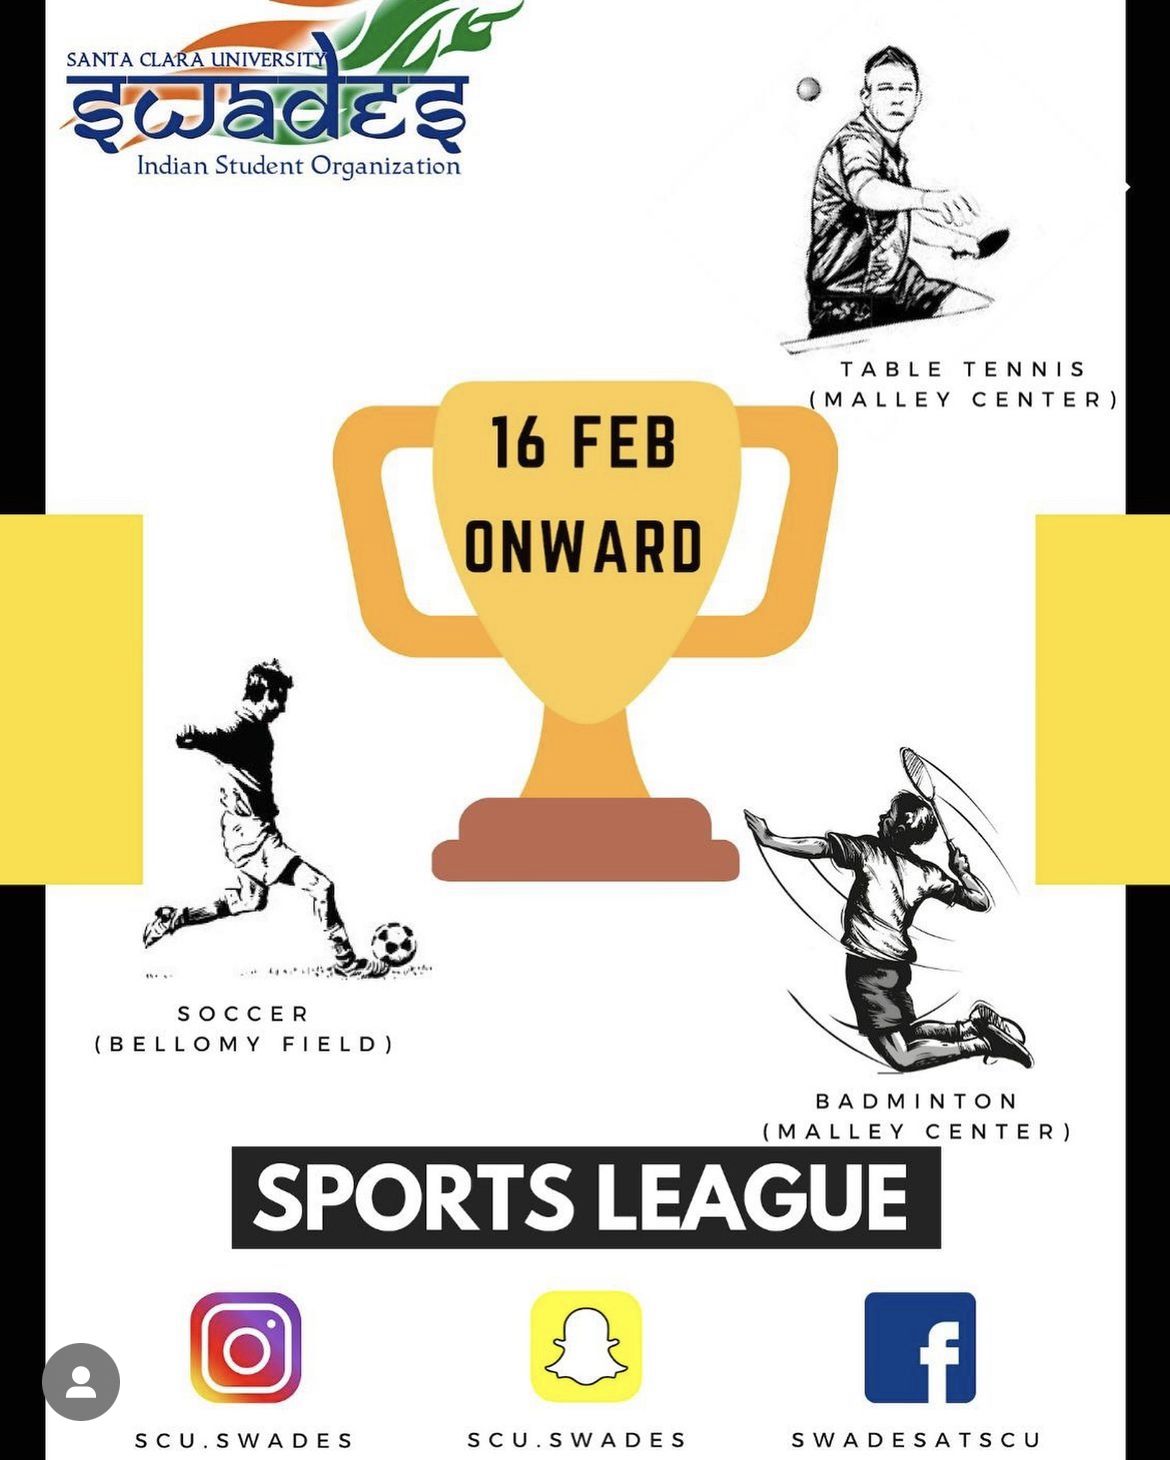 SANTA CLARA UNIVERSITY
swades
Indian Student Organization
TABLE TENNIS
(MALLEY CENTER)
16 FEB
ONWARD
SOCCER
(BELLOMY FIELD)
BADMINTON
(MALLEY CENTER)
SPORTS LEAGUE
SCU.SWADES
SCU.SWADES
SWADESATSCU